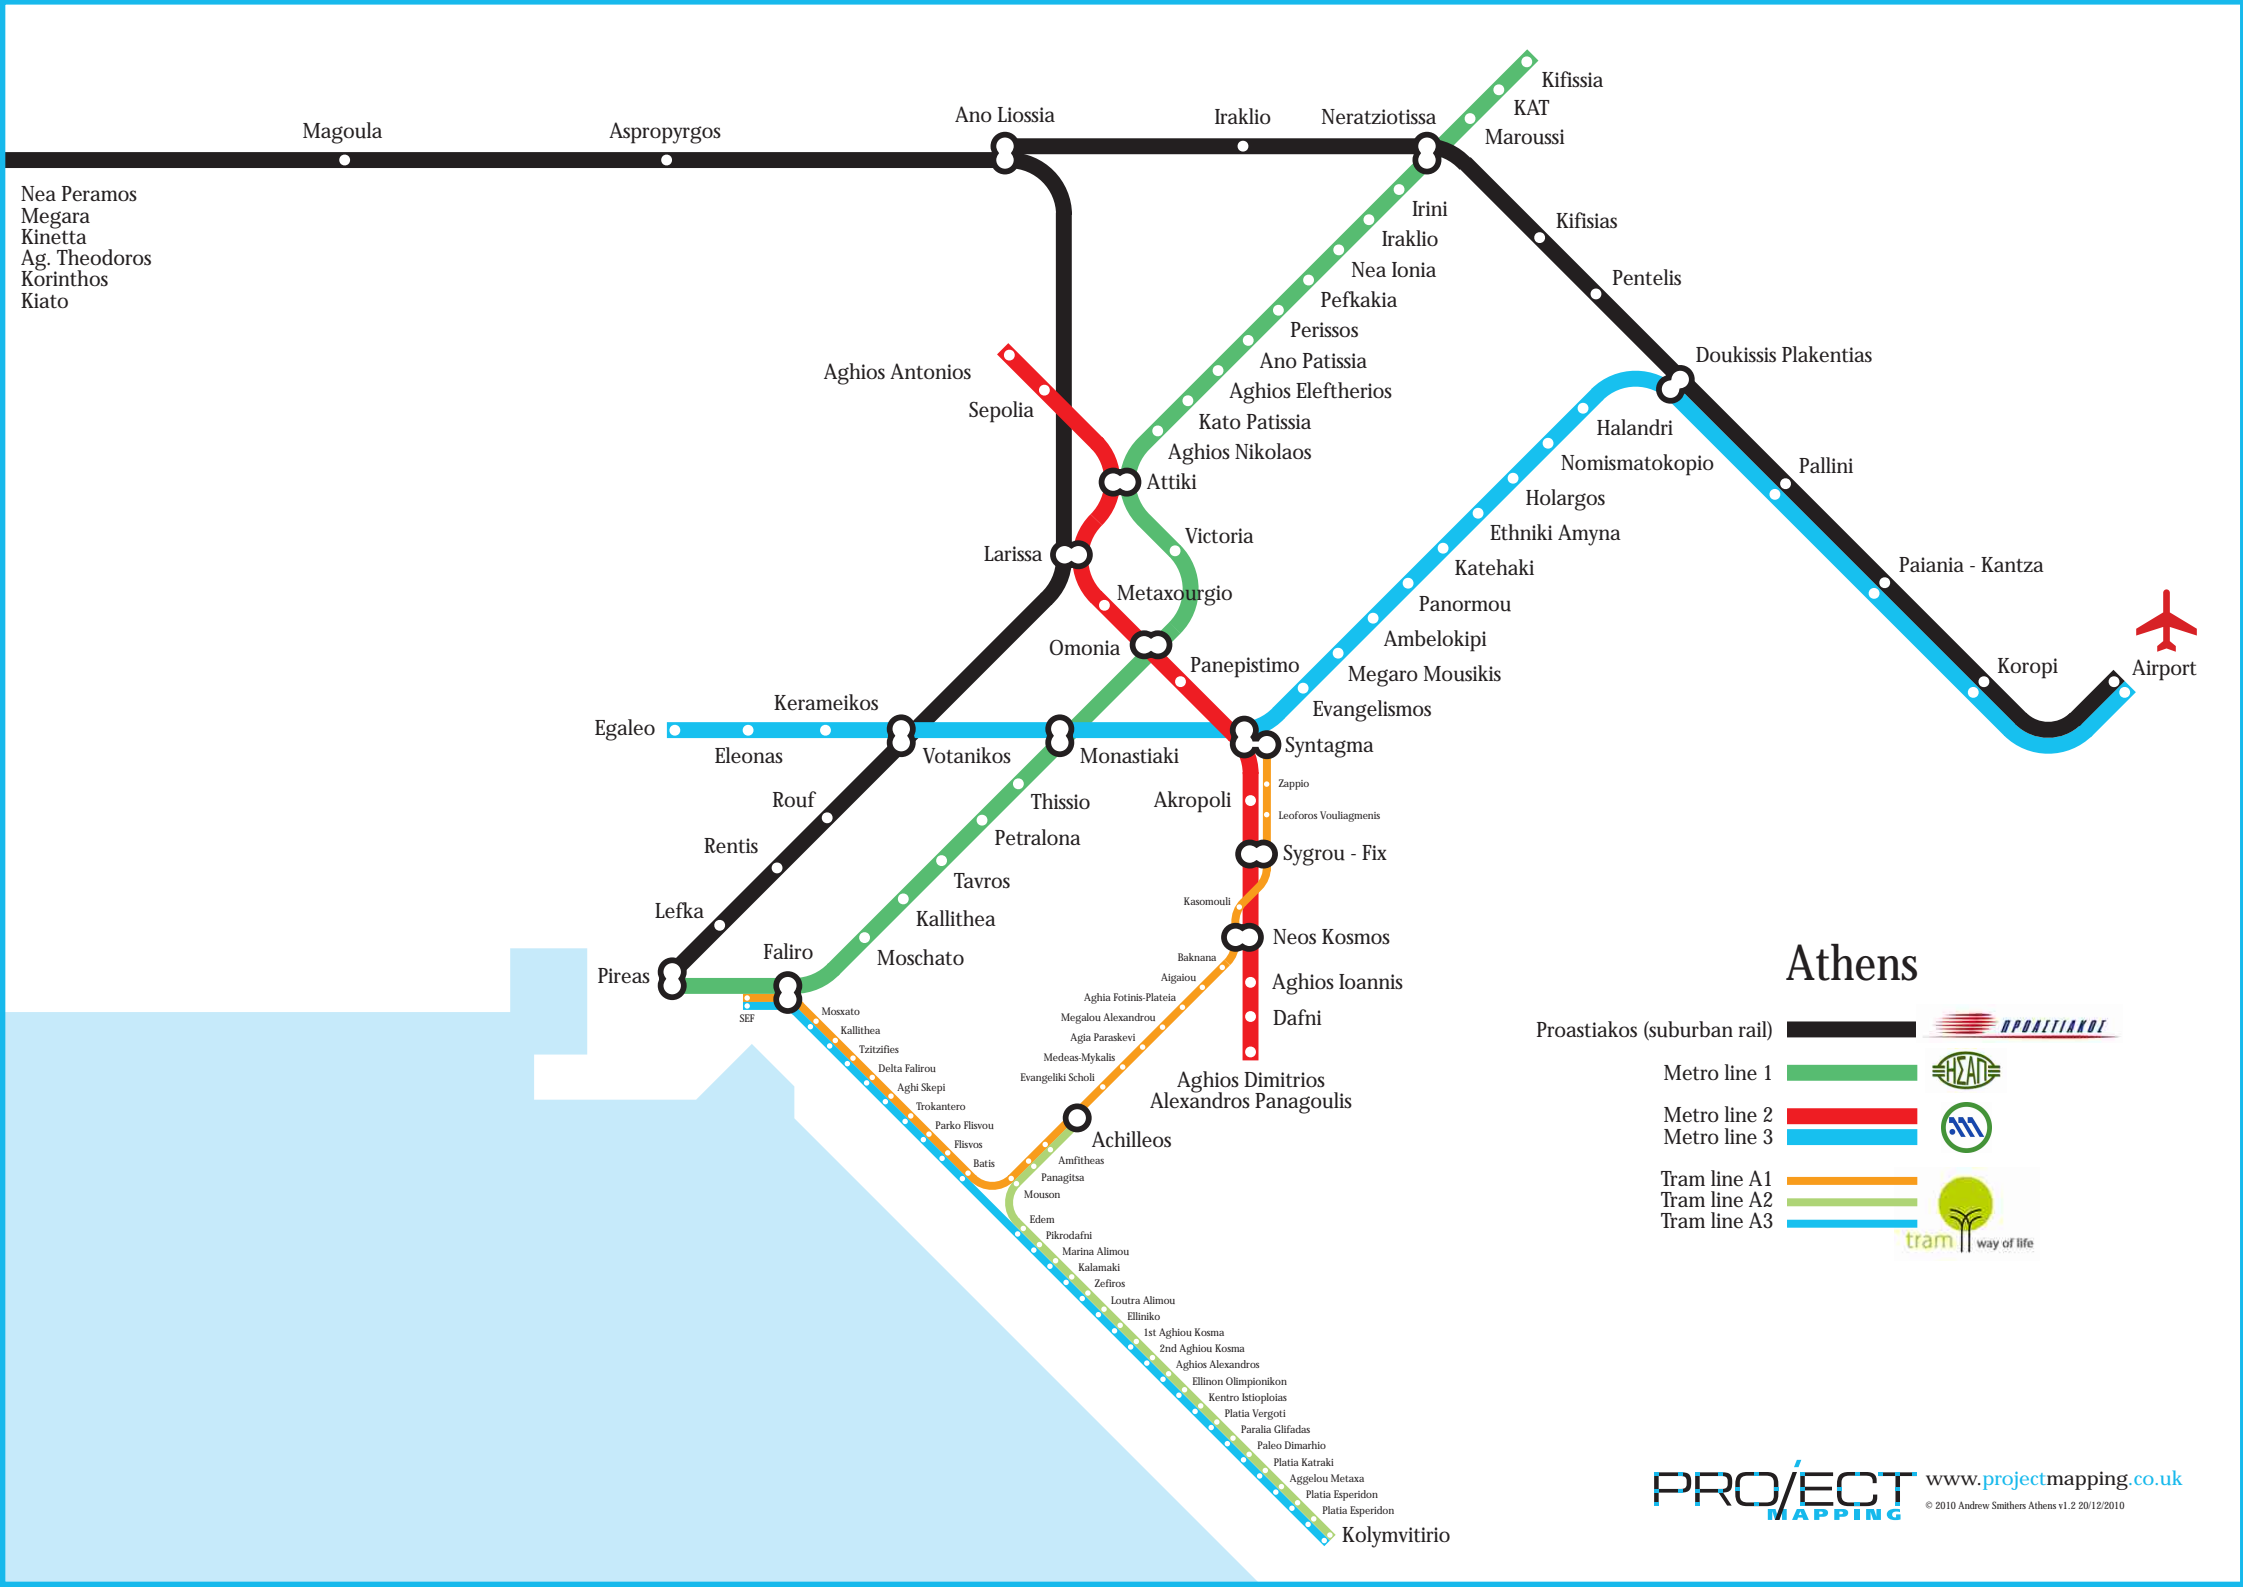 Kifissia
KAT
Maroussi
Ano Liossia
Iraklio
Neratziotissa
Magoula
Aspropyrgos
Nea Peramos
Megara
Kinetta
Ag. Theodoros
Korinthos
Kiato
Irini
Iraklio
Nea Ionia
Pefkakia
Perissos
Ano Patissia
Aghios Eleftherios
Kato Patissia
Aghios Nikolaos
Attiki
Kifisias
Pentelis
Doukissis Plakentias
Aghios Antonios
Sepolia
Halandri
Nomismatokopio
Holargos
Ethniki Amyna
Katehaki
Panormou
Ambelokipi
Megaro Mousikis
Evangelismos
Pallini
Paiania - Kantza
Koropi
Airport
Victoria
Larissa
Metaxourgio
Omonia
Panepistimo
Kerameikos
Egaleo
Eleonas
Votanikos
Monastiaki
Syntagma
Zappio
Leoforos Vouliagmenis
Akropoli
Sygrou - Fix
Kasomouli
Neos Kosmos
Rouf
Rentis
Lefka
Pireas
Faliro
Thissio
Petralona
Tavros
Kallithea
Moschato
Baknana
Aigaiou
Aghia Fotinis-Plateia
Megalou Alexandrou
Agia Paraskevi
Medeas-Mykalis
Evangeliki Scholi
Aghios Ioannis
Dafni
Aghios Dimitrios
Alexandros Panagoulis
SEF
Mosxato
Kallithea
Tzitzifies
Delta Falirou
Aghi Skepi
Trokantero
Parko Flisvou
Flisvos
Batis
Achilleos
Amfitheas
Panagitsa
Mouson
Edem
Pikrodafni
Marina Alimou
Kalamaki
Zefiros
Loutra Alimou
Elliniko
1st Aghiou Kosma
2nd Aghiou Kosma
Aghios Alexandros
Ellinon Olimpionikon
Kentro Istioploias
Platia Vergoti
Paralia Glifadas
Paleo Dimarhio
Platia Katraki
Aggelou Metaxa
Platia Esperidon
Platia Esperidon
Kolymvitirio
Athens
Proastiakos (suburban rail)
ΠΡΟΑΣΤΙΑΚΟΣ
Metro line 1
ΗΣΑΠ
Metro line 2
Metro line 3
Tram line A1
Tram line A2
Tram line A3
tram way of life
PROJECT
MAPPING
www.projectmapping.co.uk
© 2010 Andrew Smithers Athens v1.2 20/12/2010